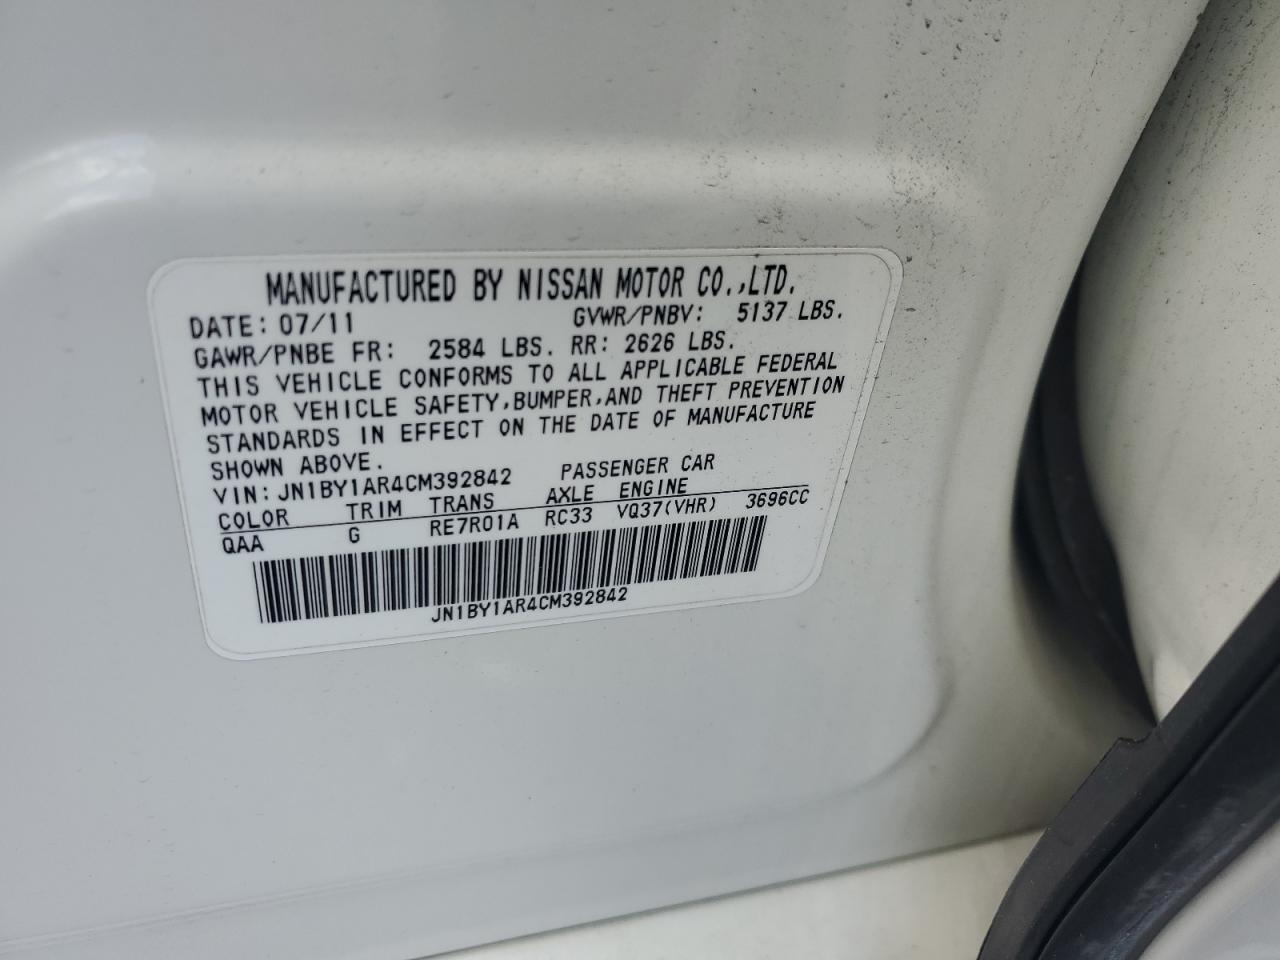 MANUFACTURED BY NISSAN MOTOR CO.,LTD.
DATE: 07/11 GVWR/PNBV: 5137 LBS.
GAWR/PNBE FR: 2584 LBS. RR: 2626 LBS.
THIS VEHICLE CONFORMS TO ALL APPLICABLE FEDERAL
MOTOR VEHICLE SAFETY,BUMPER,AND THEFT PREVENTION
STANDARDS IN EFFECT ON THE DATE OF MANUFACTURE
SHOWN ABOVE.
VIN: JN1BY1AR4CM392842 PASSENGER CAR
COLOR TRIM TRANS AXLE ENGINE
QAA G RE7R01A RC33 VQ37(VHR) 3696CC
JN1BY1AR4CM392842